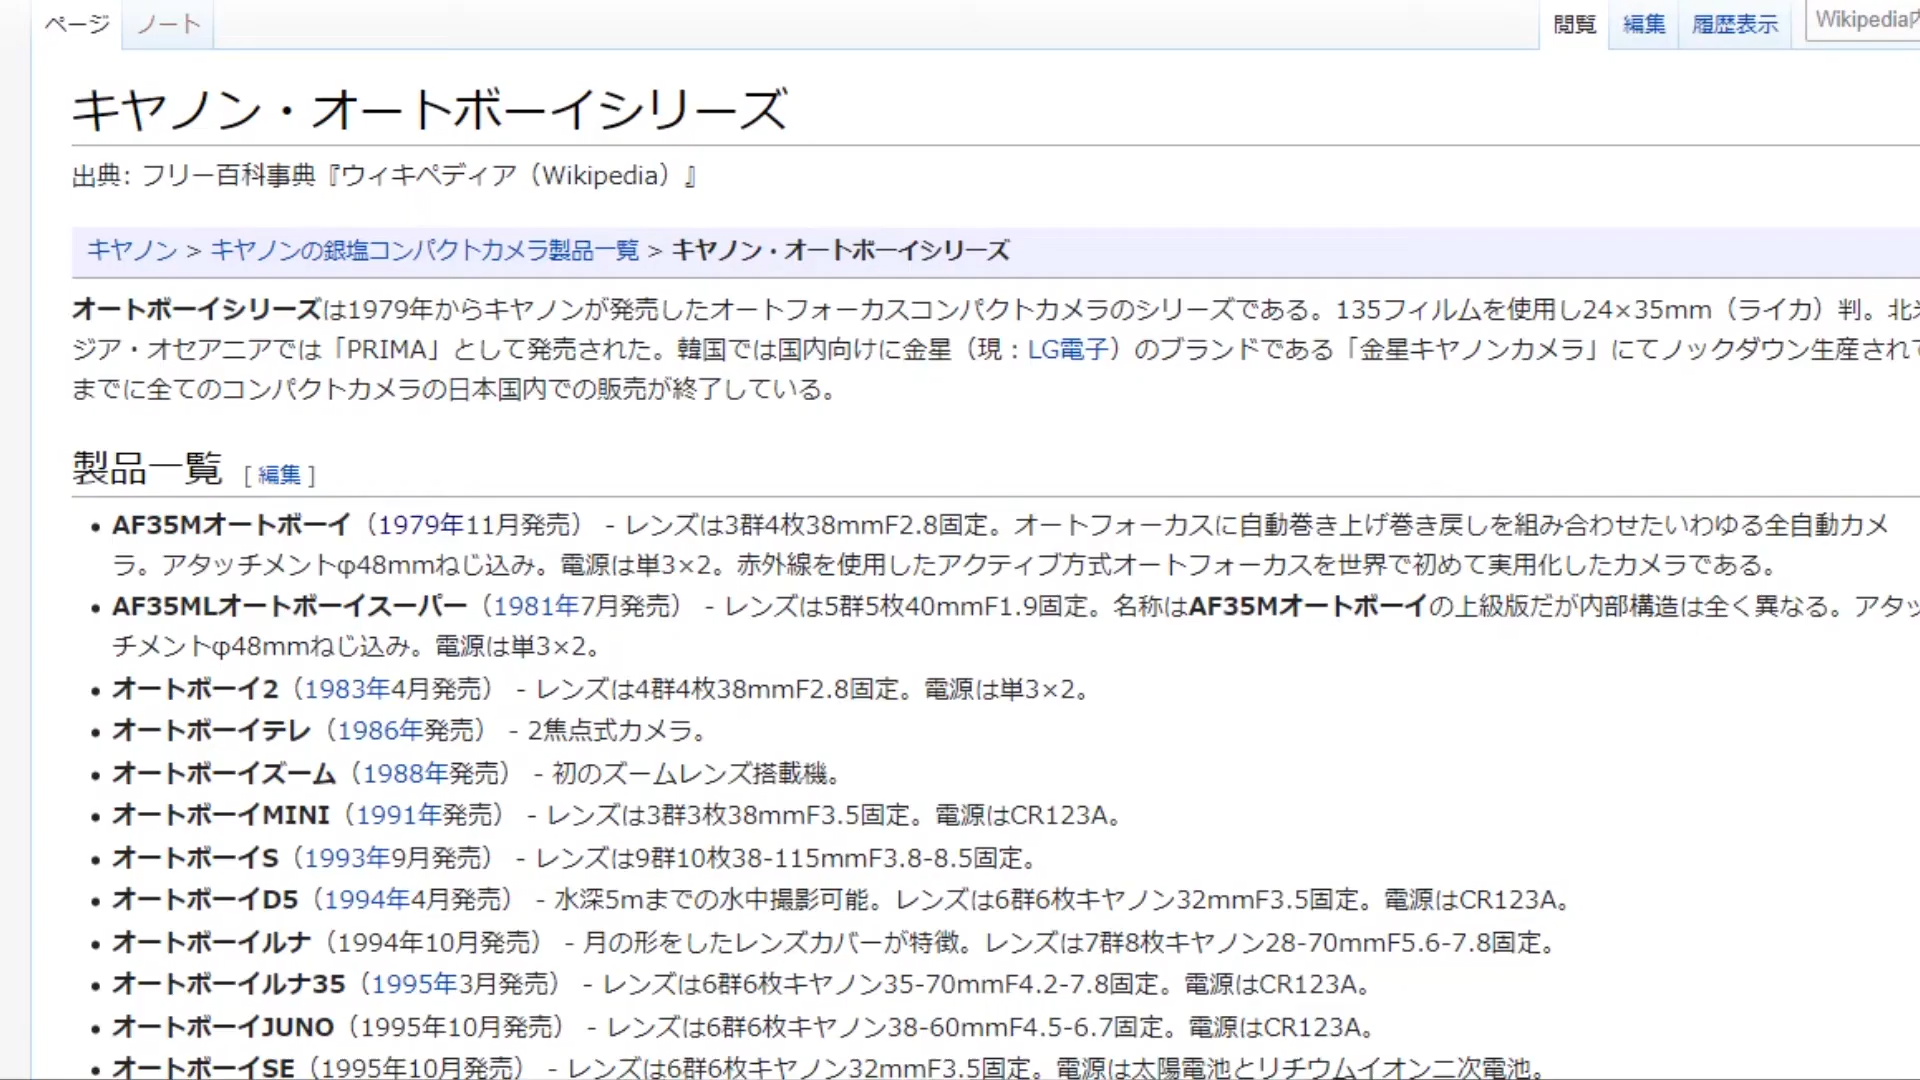 ページ ノート 閲覧 編集 履歴表示 Wikipedia内
キヤノン・オートボーイシリーズ
出典: フリー百科事典『ウィキペディア（Wikipedia）』
キヤノン > キヤノンの銀塩コンパクトカメラ製品一覧 > キヤノン・オートボーイシリーズ
オートボーイシリーズは1979年からキヤノンが発売したオートフォーカスコンパクトカメラのシリーズである。135フィルムを使用し24×35mm（ライカ）判。北米
ジア・オセアニアでは「PRIMA」として発売された。韓国では国内向けに金星（現：LG電子）のブランドである「金星キヤノンカメラ」にてノックダウン生産されて
までに全てのコンパクトカメラの日本国内での販売が終了している。
製品一覧 [ 編集 ]
• AF35Mオートボーイ（1979年11月発売） - レンズは3群4枚38mmF2.8固定。オートフォーカスに自動巻き上げ巻き戻しを組み合わせたいわゆる全自動カメ
ラ。アタッチメントφ48mmねじ込み。電源は単3×2。赤外線を使用したアクティブ方式オートフォーカスを世界で初めて実用化したカメラである。
• AF35MLオートボーイスーパー（1981年7月発売） - レンズは5群5枚40mmF1.9固定。名称はAF35Mオートボーイの上級版だが内部構造は全く異なる。アタッ
チメントφ48mmねじ込み。電源は単3×2。
• オートボーイ2（1983年4月発売） - レンズは4群4枚38mmF2.8固定。電源は単3×2。
• オートボーイテレ（1986年発売） - 2焦点式カメラ。
• オートボーイズーム（1988年発売） - 初のズームレンズ搭載機。
• オートボーイMINI（1991年発売） - レンズは3群3枚38mmF3.5固定。電源はCR123A。
• オートボーイS（1993年9月発売） - レンズは9群10枚38-115mmF3.8-8.5固定。
• オートボーイD5（1994年4月発売） - 水深5mまでの水中撮影可能。レンズは6群6枚キヤノン32mmF3.5固定。電源はCR123A。
• オートボーイルナ（1994年10月発売） - 月の形をしたレンズカバーが特徴。レンズは7群8枚キヤノン28-70mmF5.6-7.8固定。
• オートボーイルナ35（1995年3月発売） - レンズは6群6枚キヤノン35-70mmF4.2-7.8固定。電源はCR123A。
• オートボーイJUNO（1995年10月発売） - レンズは6群6枚キヤノン38-60mmF4.5-6.7固定。電源はCR123A。
• オートボーイSE（1995年10月発売） - レンズは6群6枚キヤノン32mmF3.5固定。電源は太陽電池とリチウムイオン二次電池。